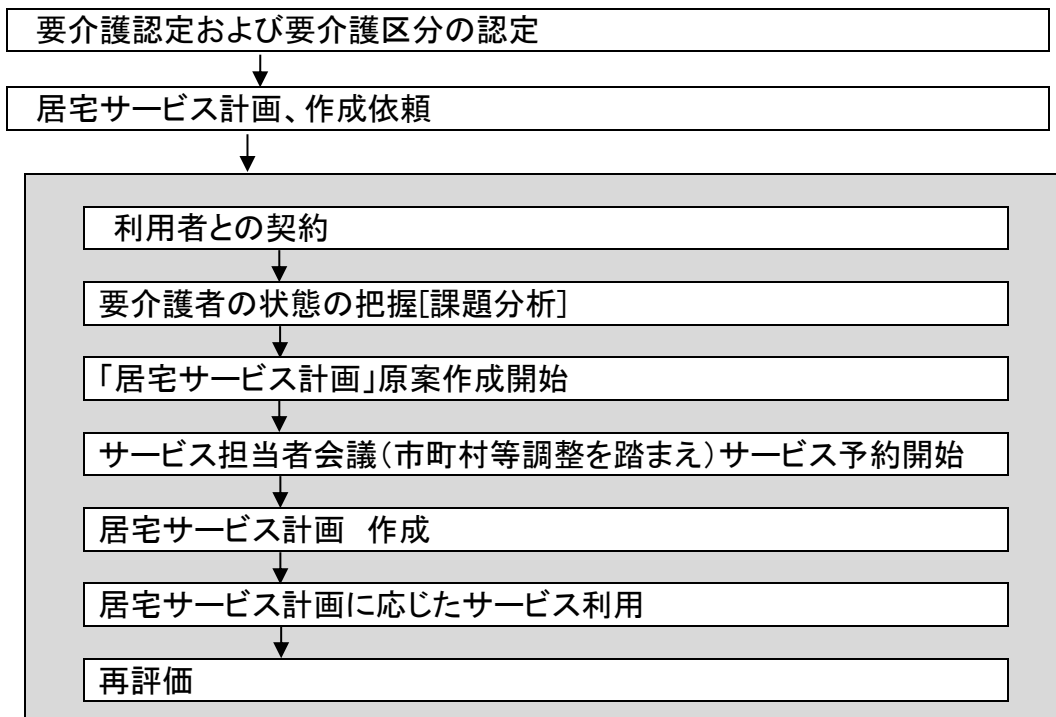 要介護認定および要介護区分の認定
居宅サービス計画、作成依頼
利用者との契約
要介護者の状態の把握[課題分析]
「居宅サービス計画」原案作成開始
サービス担当者会議(市町村等調整を踏まえ)サービス予約開始
居宅サービス計画　作成
居宅サービス計画に応じたサービス利用
再評価